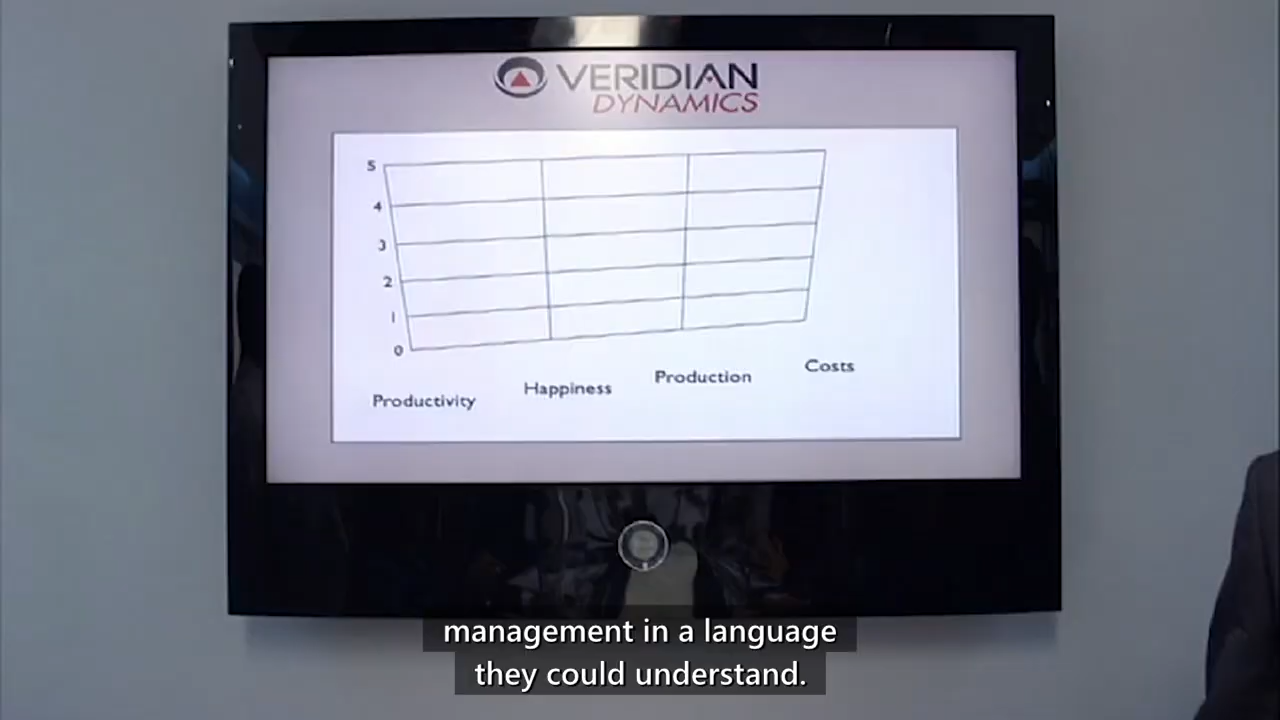 VERIDIAN
DYNAMICS
5
4
3
2
1
0
Productivity
Happiness
Production
Costs
management in a language
they could understand.